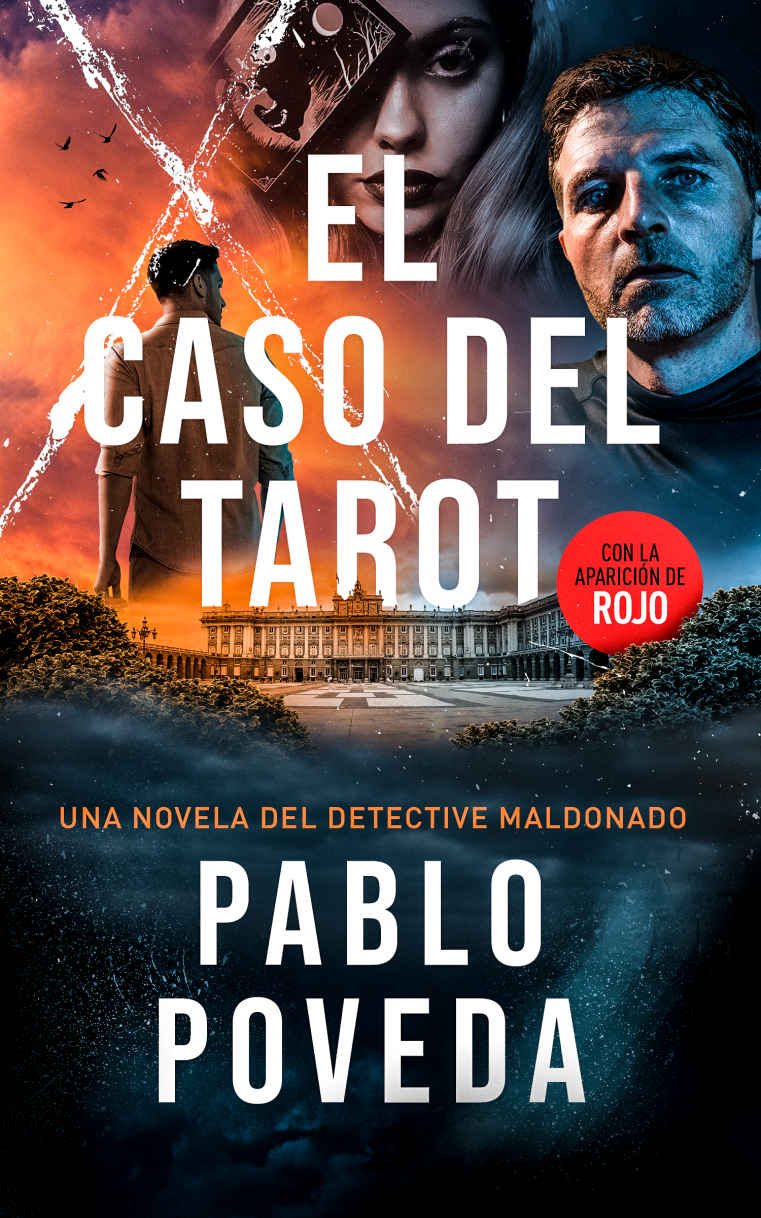 EL
CASO DEL
TAROT
CON LA
APARICIÓN DE
ROJO
UNA NOVELA DEL DETECTIVE MALDONADO
PABLO
POVEDA